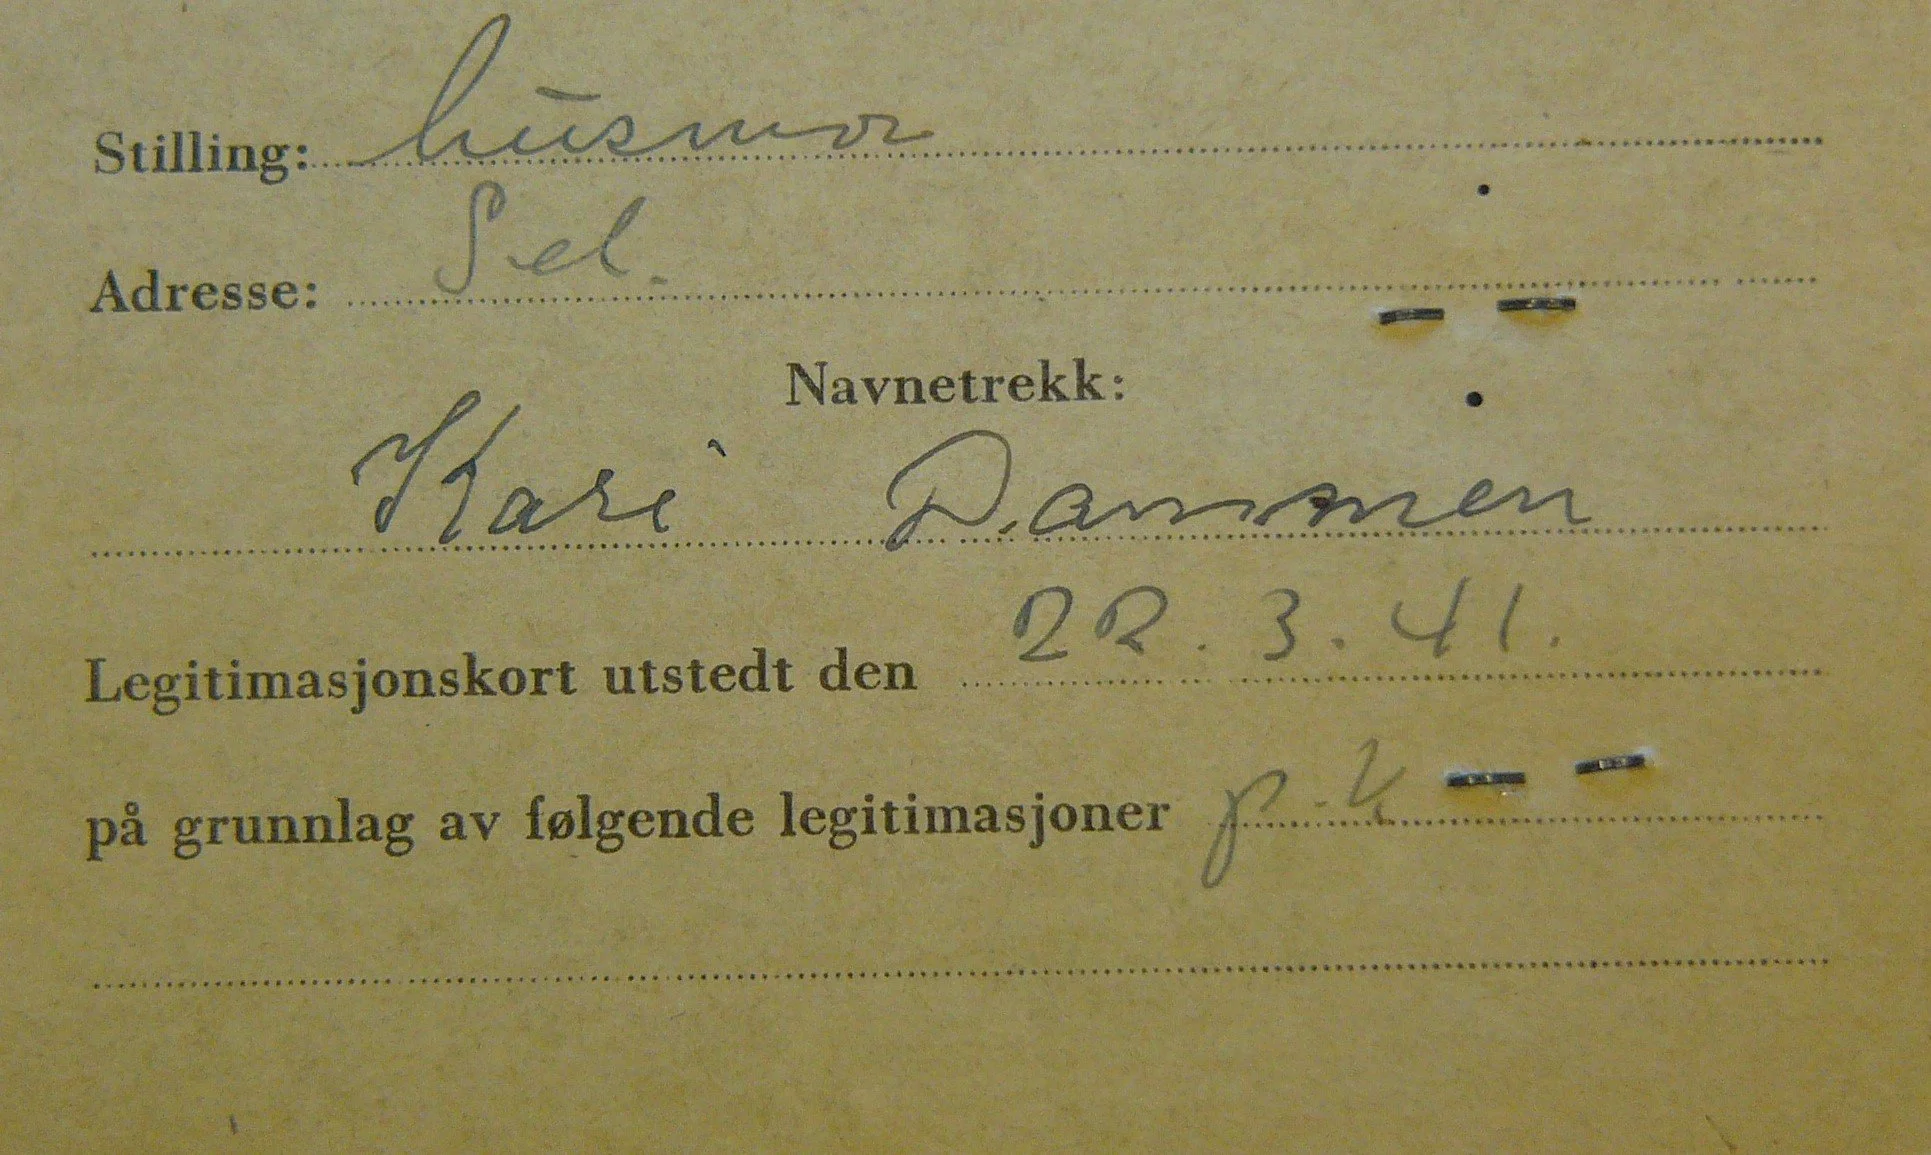 Stilling: husmor
Adresse: Sel.
Navnetrekk:
Kari Dammen
Legitimasjonskort utstedt den 22.3.41.
på grunnlag av følgende legitimasjoner p.k